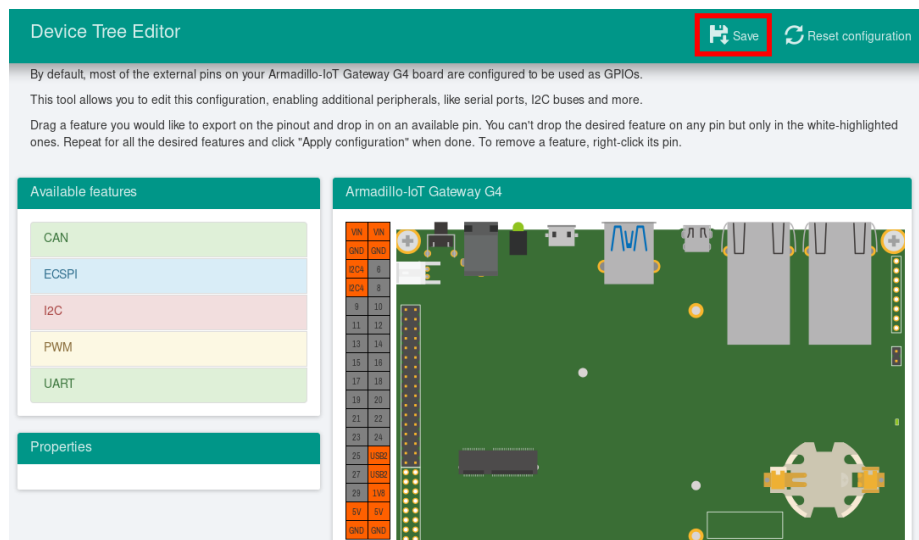 Device Tree Editor
Save
Reset configuration
By default, most of the external pins on your Armadillo-IoT Gateway G4 board are configured to be used as GPIOs.
This tool allows you to edit this configuration, enabling additional peripherals, like serial ports, I2C buses and more.
Drag a feature you would like to export on the pinout and drop in on an available pin. You can't drop the desired feature on any pin but only in the white-highlighted
ones. Repeat for all the desired features and click "Apply configuration" when done. To remove a feature, right-click its pin.
Available features
CAN
ECSPI
I2C
PWM
UART
Properties
Armadillo-IoT Gateway G4
VIN VIN
GND GND
I2C4 6
I2C4 8
9 10
11 12
13 14
15 16
17 18
19 20
21 22
23 24
25 USB2
27 USB2
29 1V8
5V 5V
GND GND